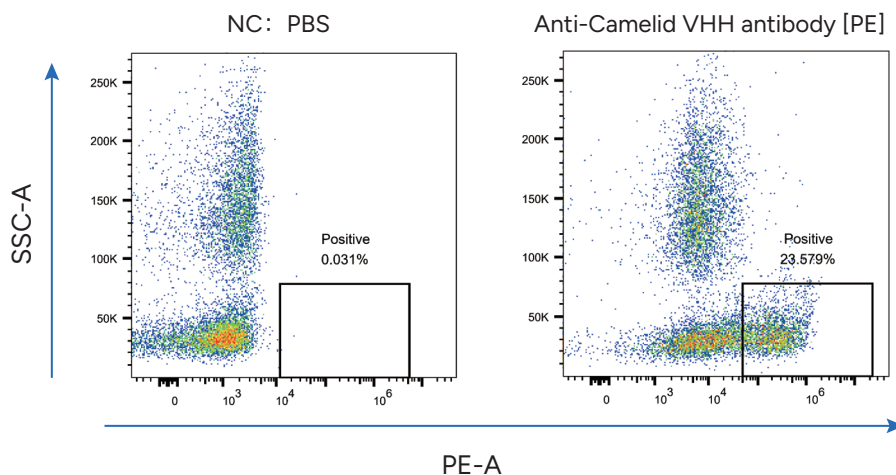 NC: PBS
Anti-Camelid VHH antibody [PE]
SSC-A
250K
200K
150K
100K
50K
Positive
0.031%
0
10³
10⁴
10⁶
250K
200K
150K
100K
50K
Positive
23.579%
0
10³
10⁴
10⁶
PE-A